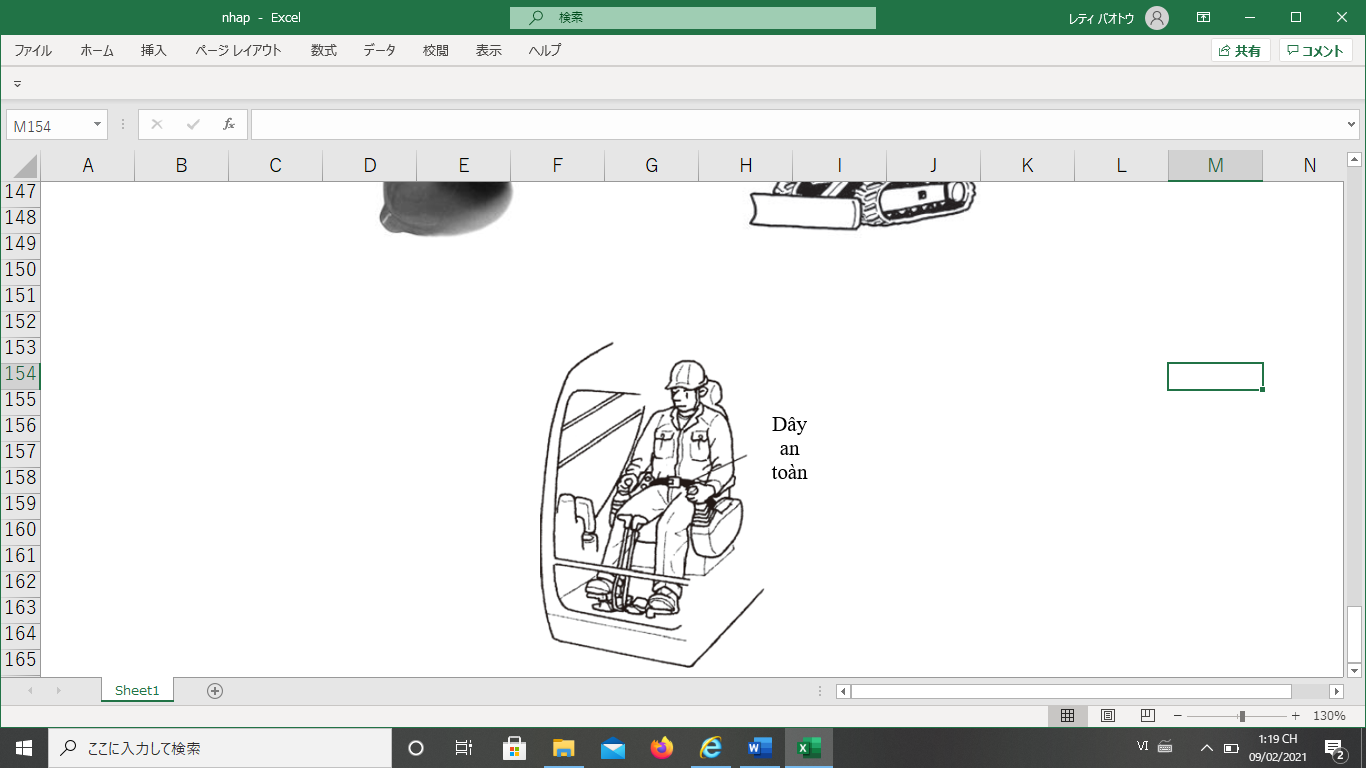 nhap - Excel
検索
レティ バオトウ
ファイル ホーム 挿入 ページ レイアウト 数式 データ 校閲 表示 ヘルプ
共有 コメント
M154
fx
A B C D E F G H I J K L M N
147
148
149
150
151
152
153
154
155
156
157
158
159
160
161
162
163
164
165
Dây
an
toàn
Sheet1
130%
ここに入力して検索
VI
1:19 CH
09/02/2021
2